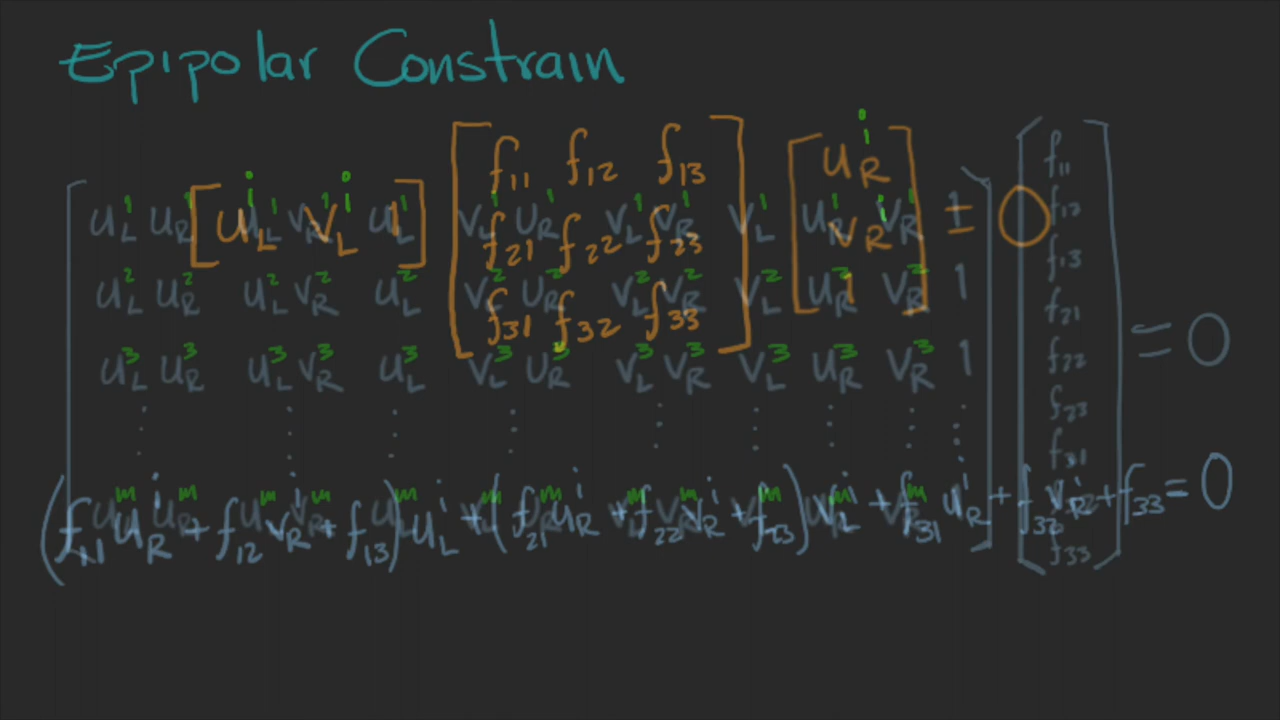 Epipolar Constrain
[u_L^i v_L^i 1] [f11 f12 f13 f21 f22 f23 f31 f32 f33] [u_R^i v_R^i 1] = 0
u_L^1 u_R^1 u_L^1 v_R^1 u_L^1 v_L^1 u_R^1 v_L^1 v_R^1 v_L^1 u_R^1 v_R^1 1
u_L^2 u_R^2 u_L^2 v_R^2 u_L^2 v_L^2 u_R^2 v_L^2 v_R^2 v_L^2 u_R^2 v_R^2 1
u_L^3 u_R^3 u_L^3 v_R^3 u_L^3 v_L^3 u_R^3 v_L^3 v_R^3 v_L^3 u_R^3 v_R^3 1
[f11 f12 f13 f21 f22 f23 f31 f32 f33] = 0
(f11 u_R^i + f12 v_R^i + f13) u_L^i + (f21 u_R^i + f22 v_R^i + f23) v_L^i + f31 u_R^i + f32 v_R^i + f33 = 0